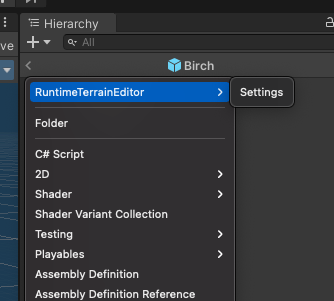 Hierarchy
ve
All
Birch
RuntimeTerrainEditor
Settings
Folder
C# Script
2D
Shader
Shader Variant Collection
Testing
Playables
Assembly Definition
Assembly Definition Reference